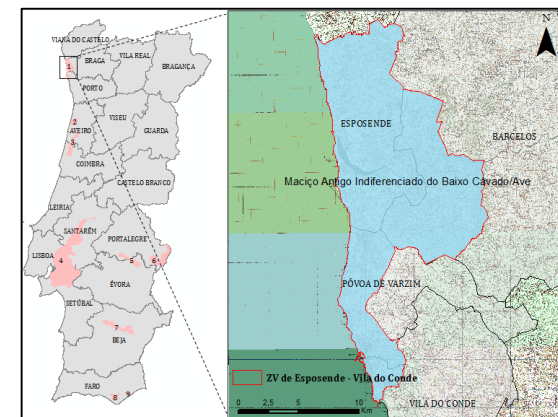 VIANA DO CASTELO
BRAGA
VILA REAL
BRAGANÇA
1
PORTO
2
AVEIRO
VISEU
GUARDA
3
COIMBRA
CASTELO BRANCO
LEIRIA
SANTARÉM
PORTALEGRE
LISBOA
4
5
6
ÉVORA
SETÚBAL
7
BEJA
FARO
8
9
N
ESPOSENDE
BARCELOS
Maciço Antigo Indiferenciado do Baixo Cávado/Ave
PÓVOA DE VARZIM
ZV de Esposende - Vila do Conde
VILA DO CONDE
0 2.5 5 10
Km